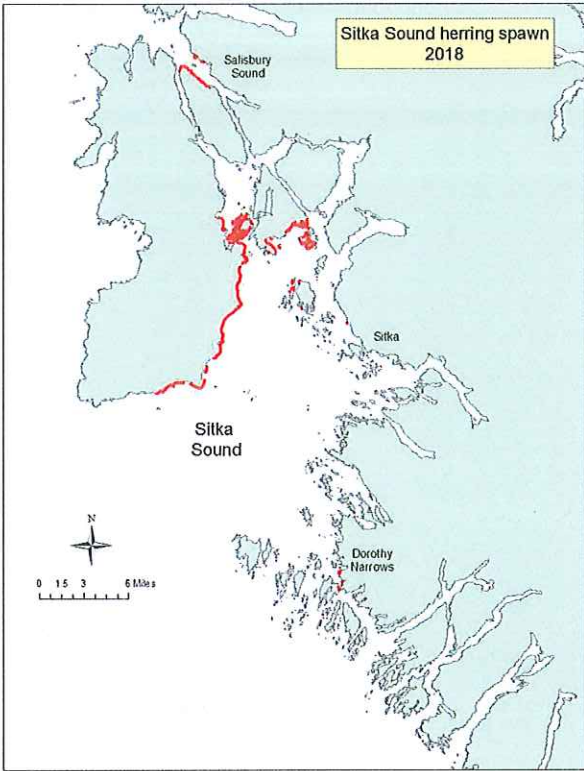 Sitka Sound herring spawn
2018
Salisbury
Sound
Sitka
Sitka
Sound
Dorothy
Narrows
N
0 1.5 3 6 Miles